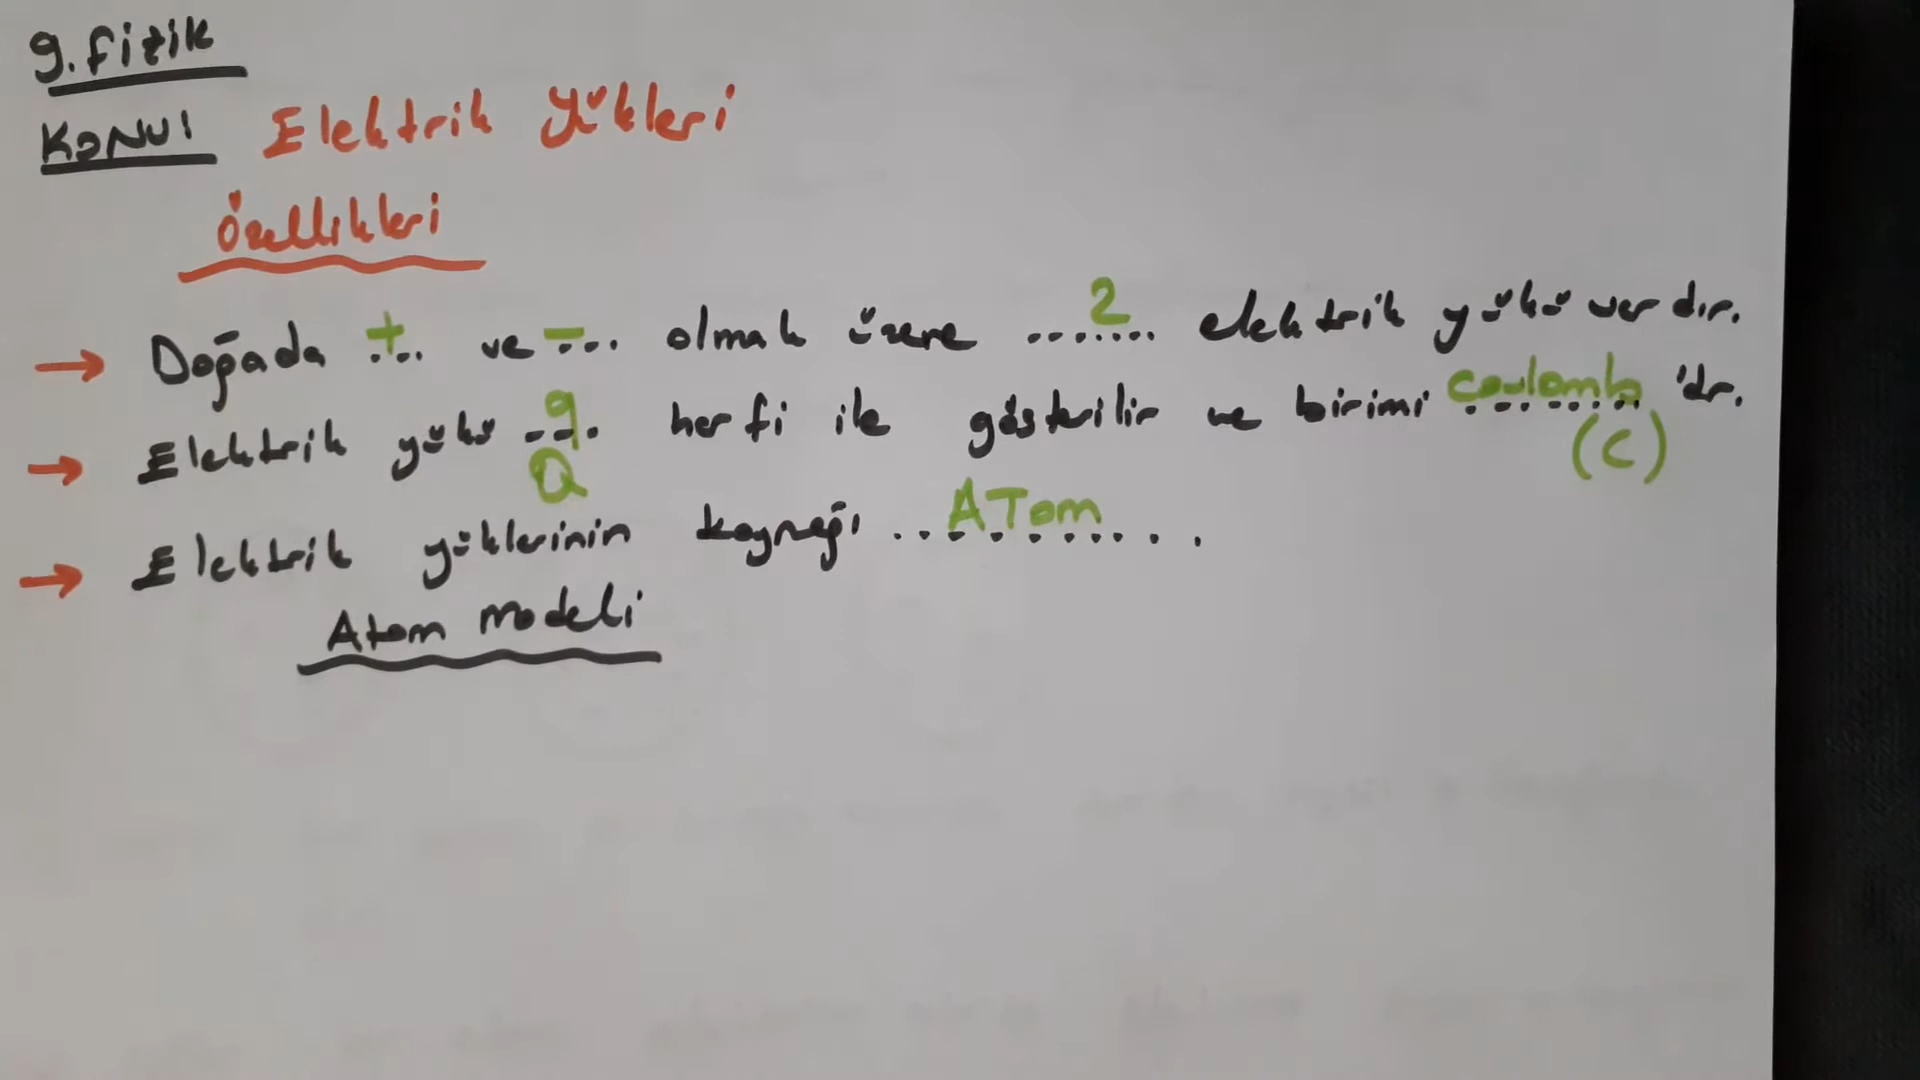 9. fizik
Konu! Elektrik Yükleri
Özellikleri
→ Doğada +... ve -... olmak üzere ...2.... elektrik yükü vardır.
→ Elektrik yükü ..q.. harfi ile gösterilir ve birimi coulomb 'dr.
Q (C)
→ Elektrik yüklerinin kaynağı ..ATom....
Atom modeli